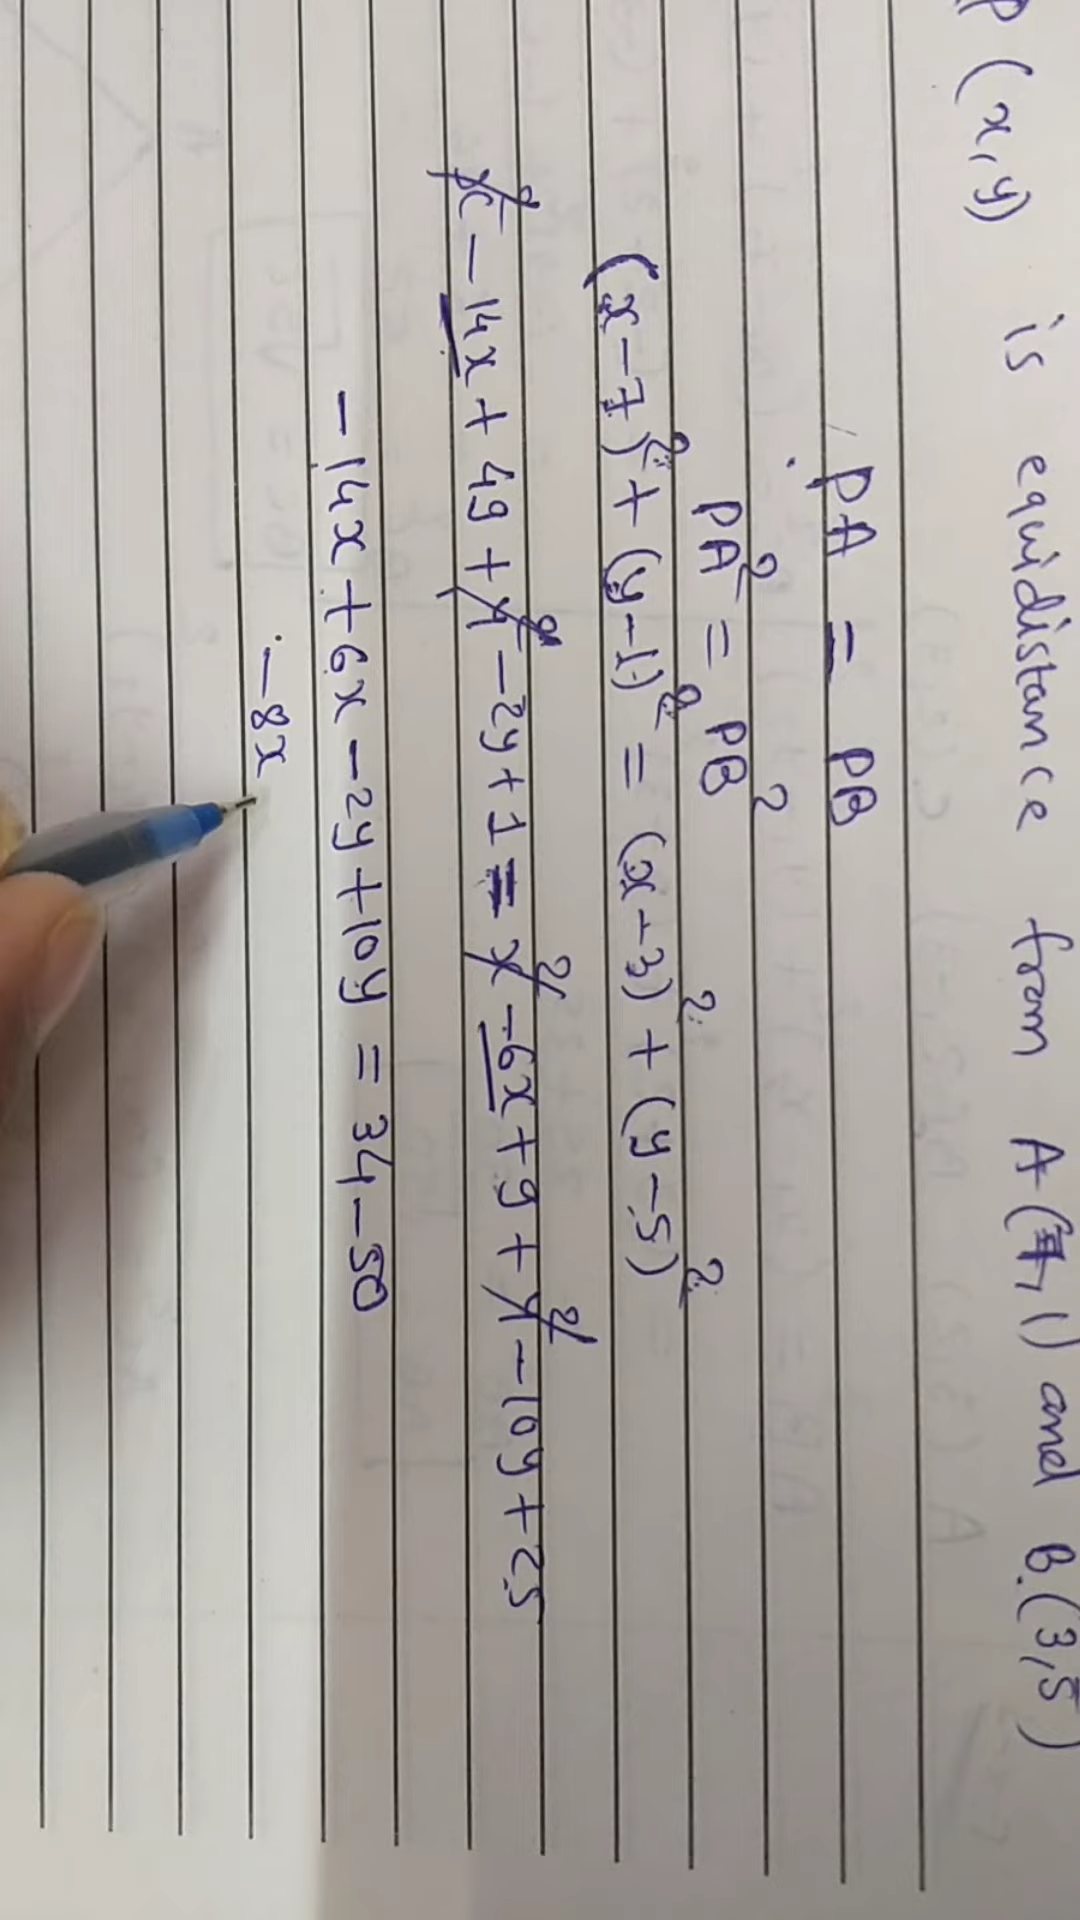 P (x, y) is equidistance from A (7, 1) and B. (3, 5)
PA = PB
PA² = PB²
(x - 7)² + (y - 1)² = (x - 3)² + (y - 5)²
x² - 14x + 49 + y² - 2y + 1 = x² - 6x + 9 + y² - 10y + 25
- 14x + 6x - 2y + 10y = 34 - 50
- 8x